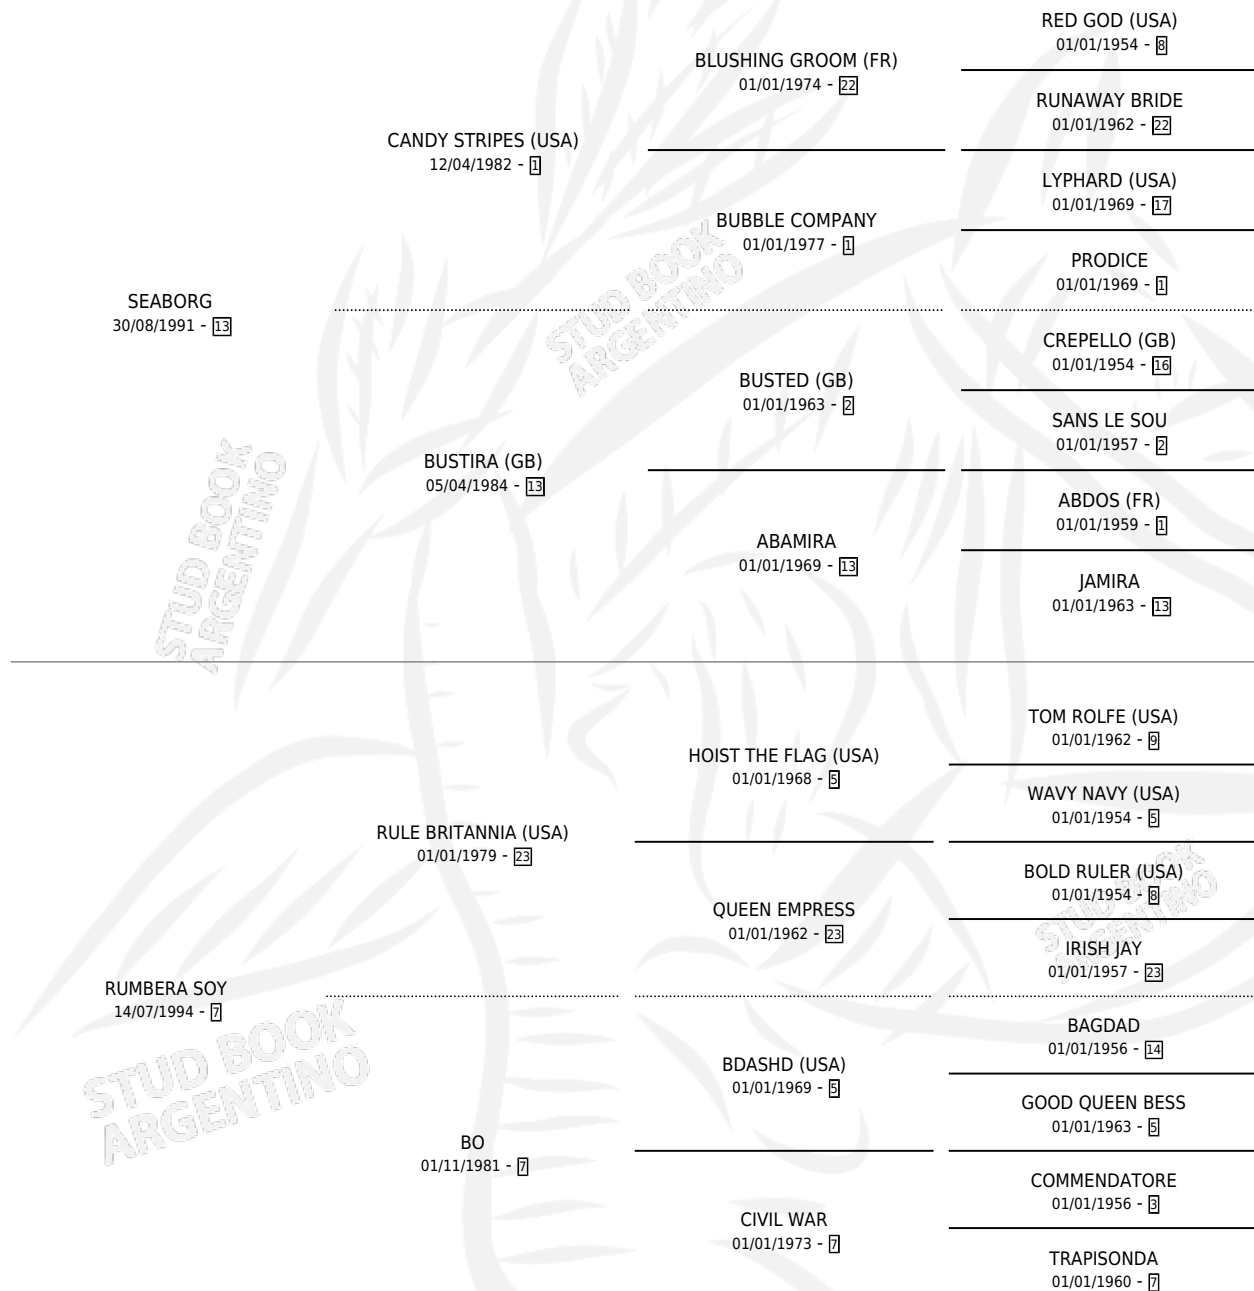 RED GOD (USA)
01/01/1954 - 8
BLUSHING GROOM (FR)
01/01/1974 - 22
RUNAWAY BRIDE
01/01/1962 - 22
CANDY STRIPES (USA)
12/04/1982 - 1
LYPHARD (USA)
01/01/1969 - 17
BUBBLE COMPANY
01/01/1977 - 1
PRODICE
01/01/1969 - 1
SEABORG
30/08/1991 - 13
STUD BOOK
ARGENTINO
CREPELLO (GB)
01/01/1954 - 16
BUSTED (GB)
01/01/1963 - 2
SANS LE SOU
01/01/1957 - 2
BUSTIRA (GB)
05/04/1984 - 13
ABDOS (FR)
01/01/1959 - 1
ABAMIRA
01/01/1969 - 13
JAMIRA
01/01/1963 - 13
STUD BOOK
ARGENTINO
TOM ROLFE (USA)
01/01/1962 - 9
HOIST THE FLAG (USA)
01/01/1968 - 5
WAVY NAVY (USA)
01/01/1954 - 5
RULE BRITANNIA (USA)
01/01/1979 - 23
BOLD RULER (USA)
01/01/1954 - 8
QUEEN EMPRESS
01/01/1962 - 23
IRISH JAY
01/01/1957 - 23
STUD BOOK
ARGENTINO
RUMBERA SOY
14/07/1994 - 7
BAGDAD
01/01/1956 - 14
BDASHD (USA)
01/01/1969 - 5
GOOD QUEEN BESS
01/01/1963 - 5
STUD BOOK
ARGENTINO
BO
01/11/1981 - 7
COMMENDATORE
01/01/1956 - 3
CIVIL WAR
01/01/1973 - 7
TRAPISONDA
01/01/1960 - 7